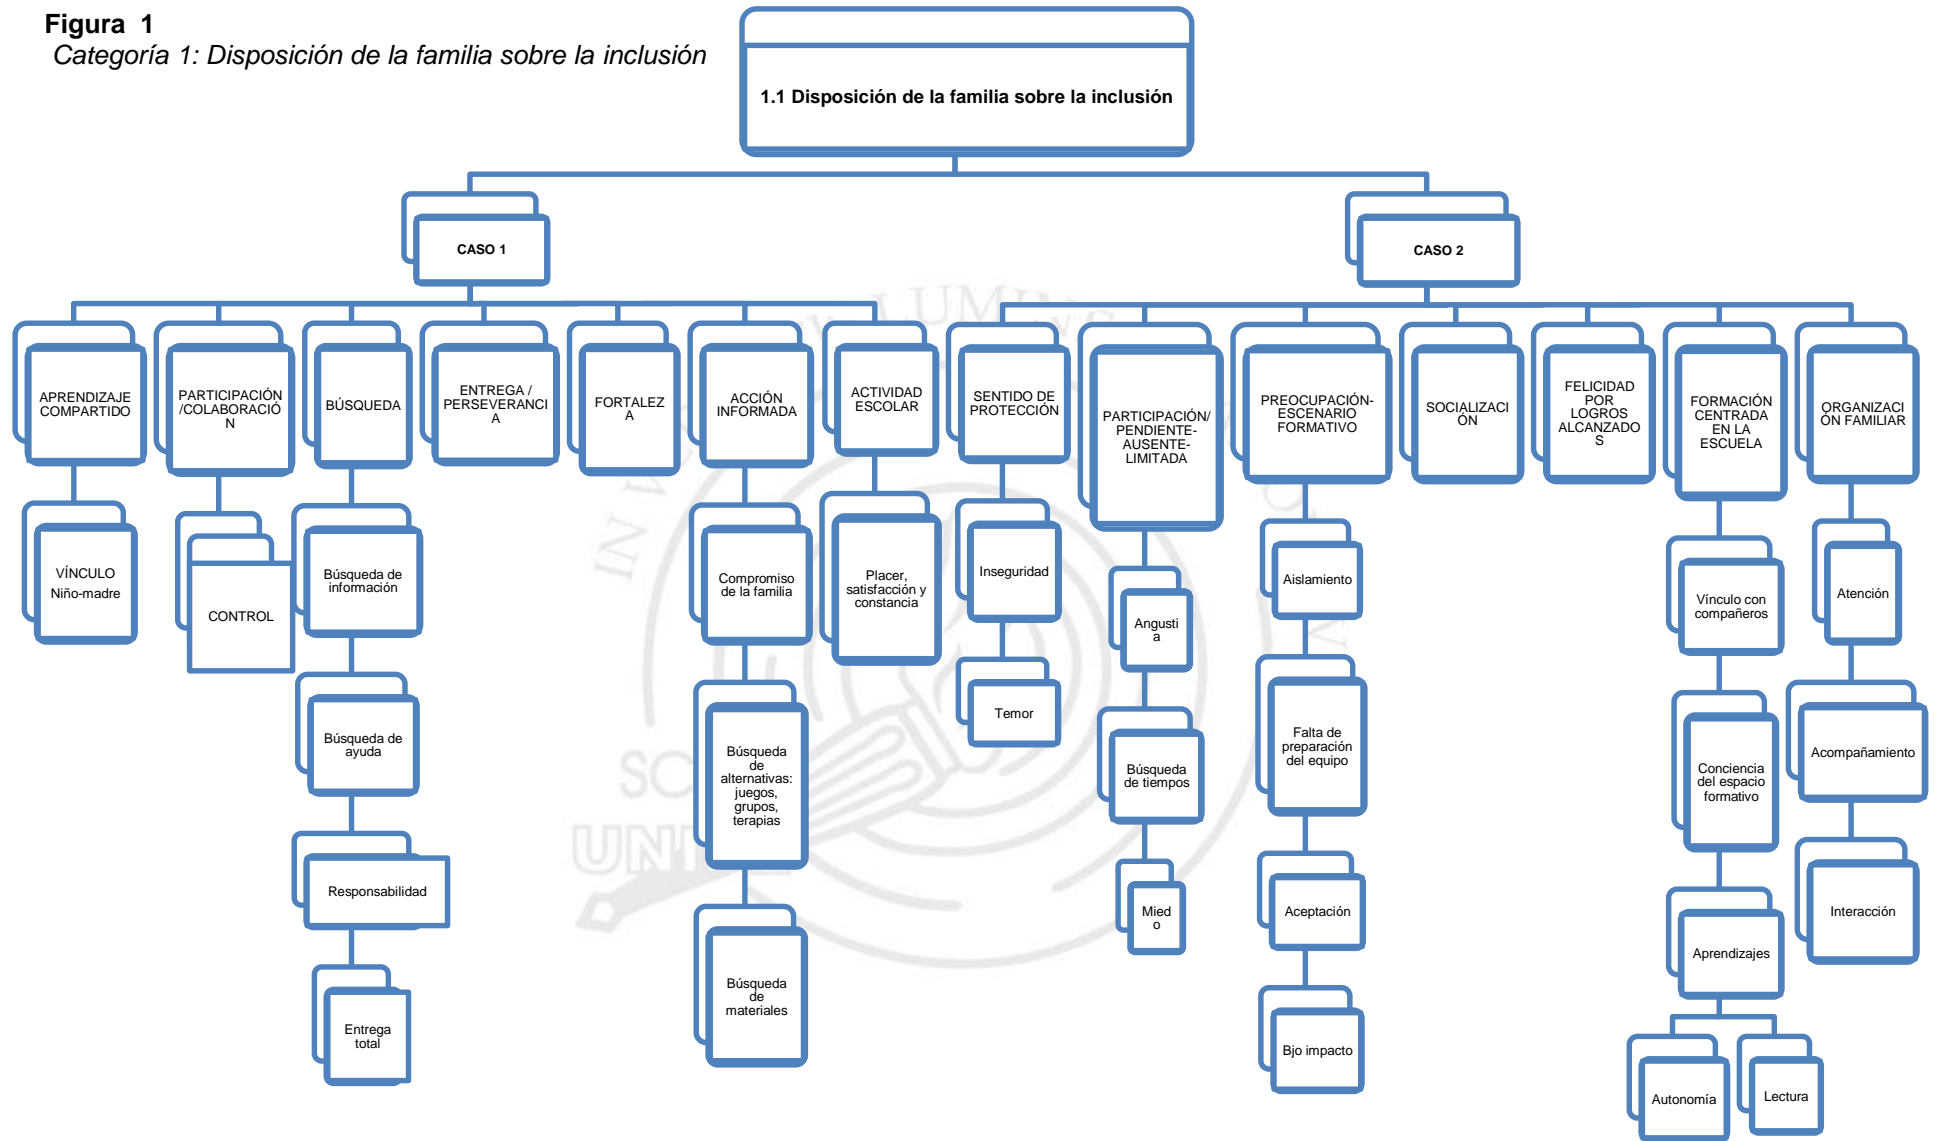 Figura 1
Categoría 1: Disposición de la familia sobre la inclusión
1.1 Disposición de la familia sobre la inclusión
CASO 1
CASO 2
APRENDIZAJE
COMPARTIDO
PARTICIPACIÓN
/COLABORACIÓ
N
BÚSQUEDA
ENTREGA /
PERSEVERANCI
A
FORTALEZ
A
ACCIÓN
INFORMADA
ACTIVIDAD
ESCOLAR
SENTIDO DE
PROTECCIÓN
PARTICIPACIÓN/
PENDIENTE-
AUSENTE-
LIMITADA
PREOCUPACIÓN-
ESCENARIO
FORMATIVO
SOCIALIZACI
ÓN
FELICIDAD
POR
LOGROS
ALCANZADO
S
FORMACIÓN
CENTRADA
EN LA
ESCUELA
ORGANIZACI
ÓN FAMILIAR
VÍNCULO
Niño-madre
CONTROL
Búsqueda de
información
Búsqueda de
ayuda
Responsabilidad
Entrega
total
Compromiso
de la familia
Búsqueda
de
alternativas:
juegos,
grupos,
terapias
Búsqueda
de
materiales
Placer,
satisfacción y
constancia
Inseguridad
Temor
Angusti
a
Búsqueda
de tiempos
Mied
o
Aislamiento
Falta de
preparación
del equipo
Aceptación
Bjo impacto
Vínculo con
compañeros
Conciencia
del espacio
formativo
Aprendizajes
Autonomía
Lectura
Atención
Acompañamiento
Interacción